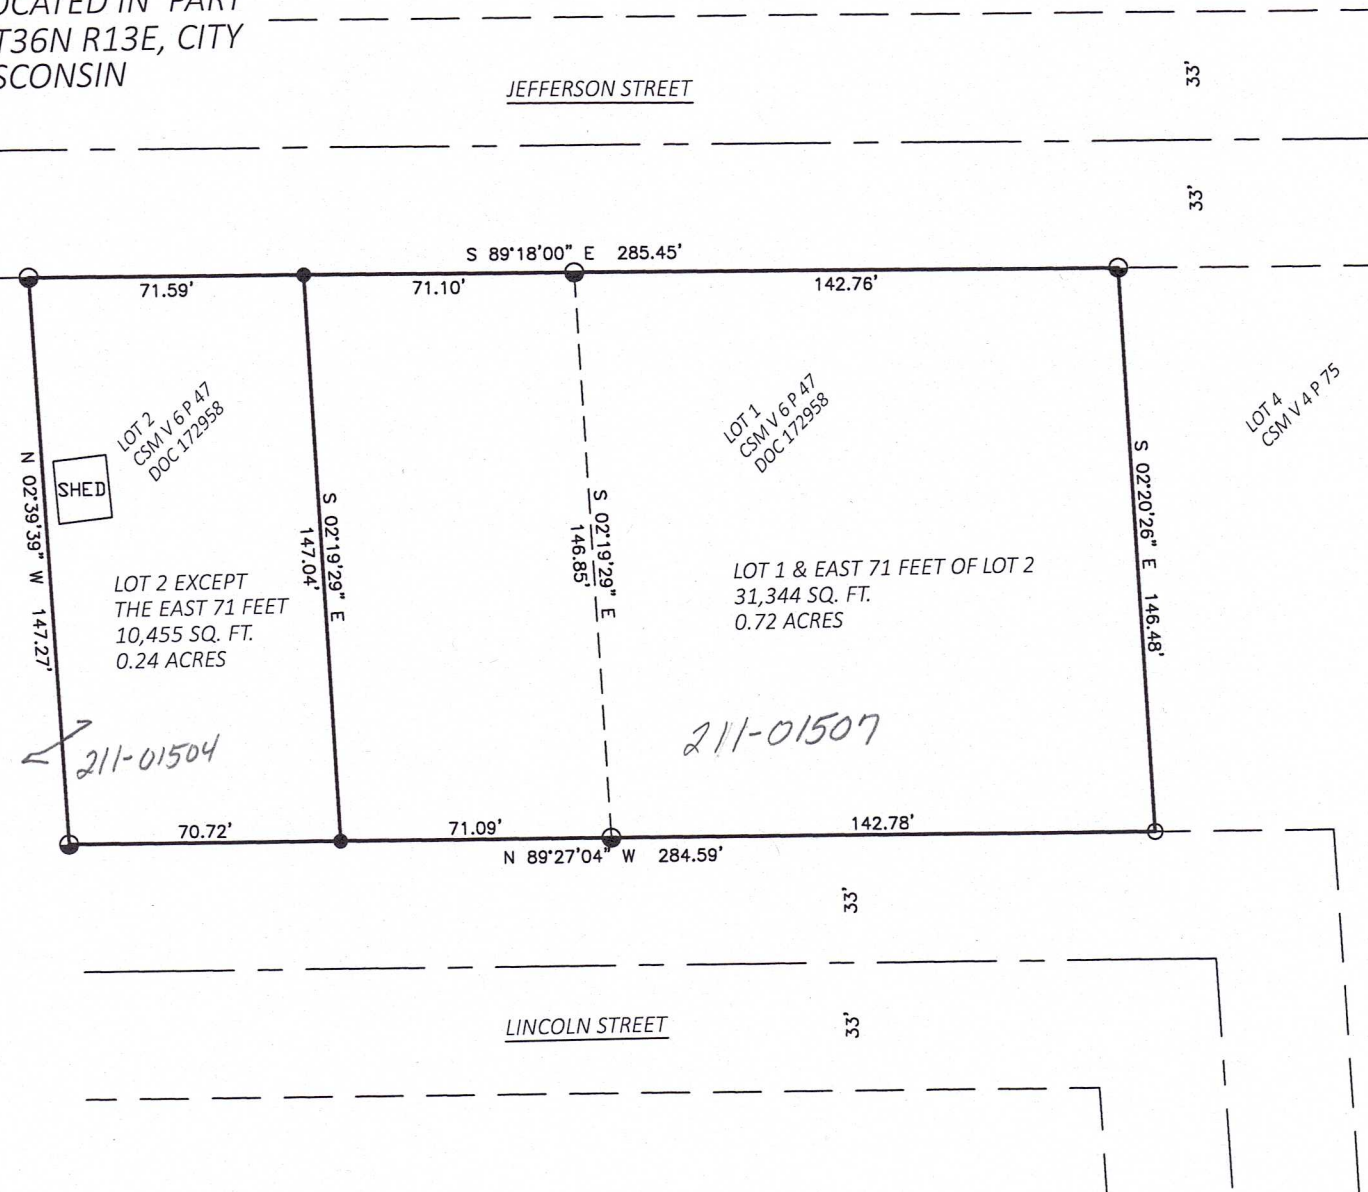 LOCATED IN PART
T36N R13E, CITY
SCONSIN
JEFFERSON STREET
33'
33'
S 89°18'00" E 285.45'
71.59'
71.10'
142.76'
LOT 2
CSM V 6 P 47
DOC 172958
LOT 1
CSM V 6 P 47
DOC 172958
LOT 4
CSM V 4 P 75
N 02°39'39" W 147.27'
SHED
S 02°19'29" E
147.04'
S 02°19'29" E
146.85'
S 02°20'26" E 146.48'
LOT 2 EXCEPT
THE EAST 71 FEET
10,455 SQ. FT.
0.24 ACRES
LOT 1 & EAST 71 FEET OF LOT 2
31,344 SQ. FT.
0.72 ACRES
211-01504
211-01507
70.72'
71.09'
142.78'
N 89°27'04" W 284.59'
33'
LINCOLN STREET
33'